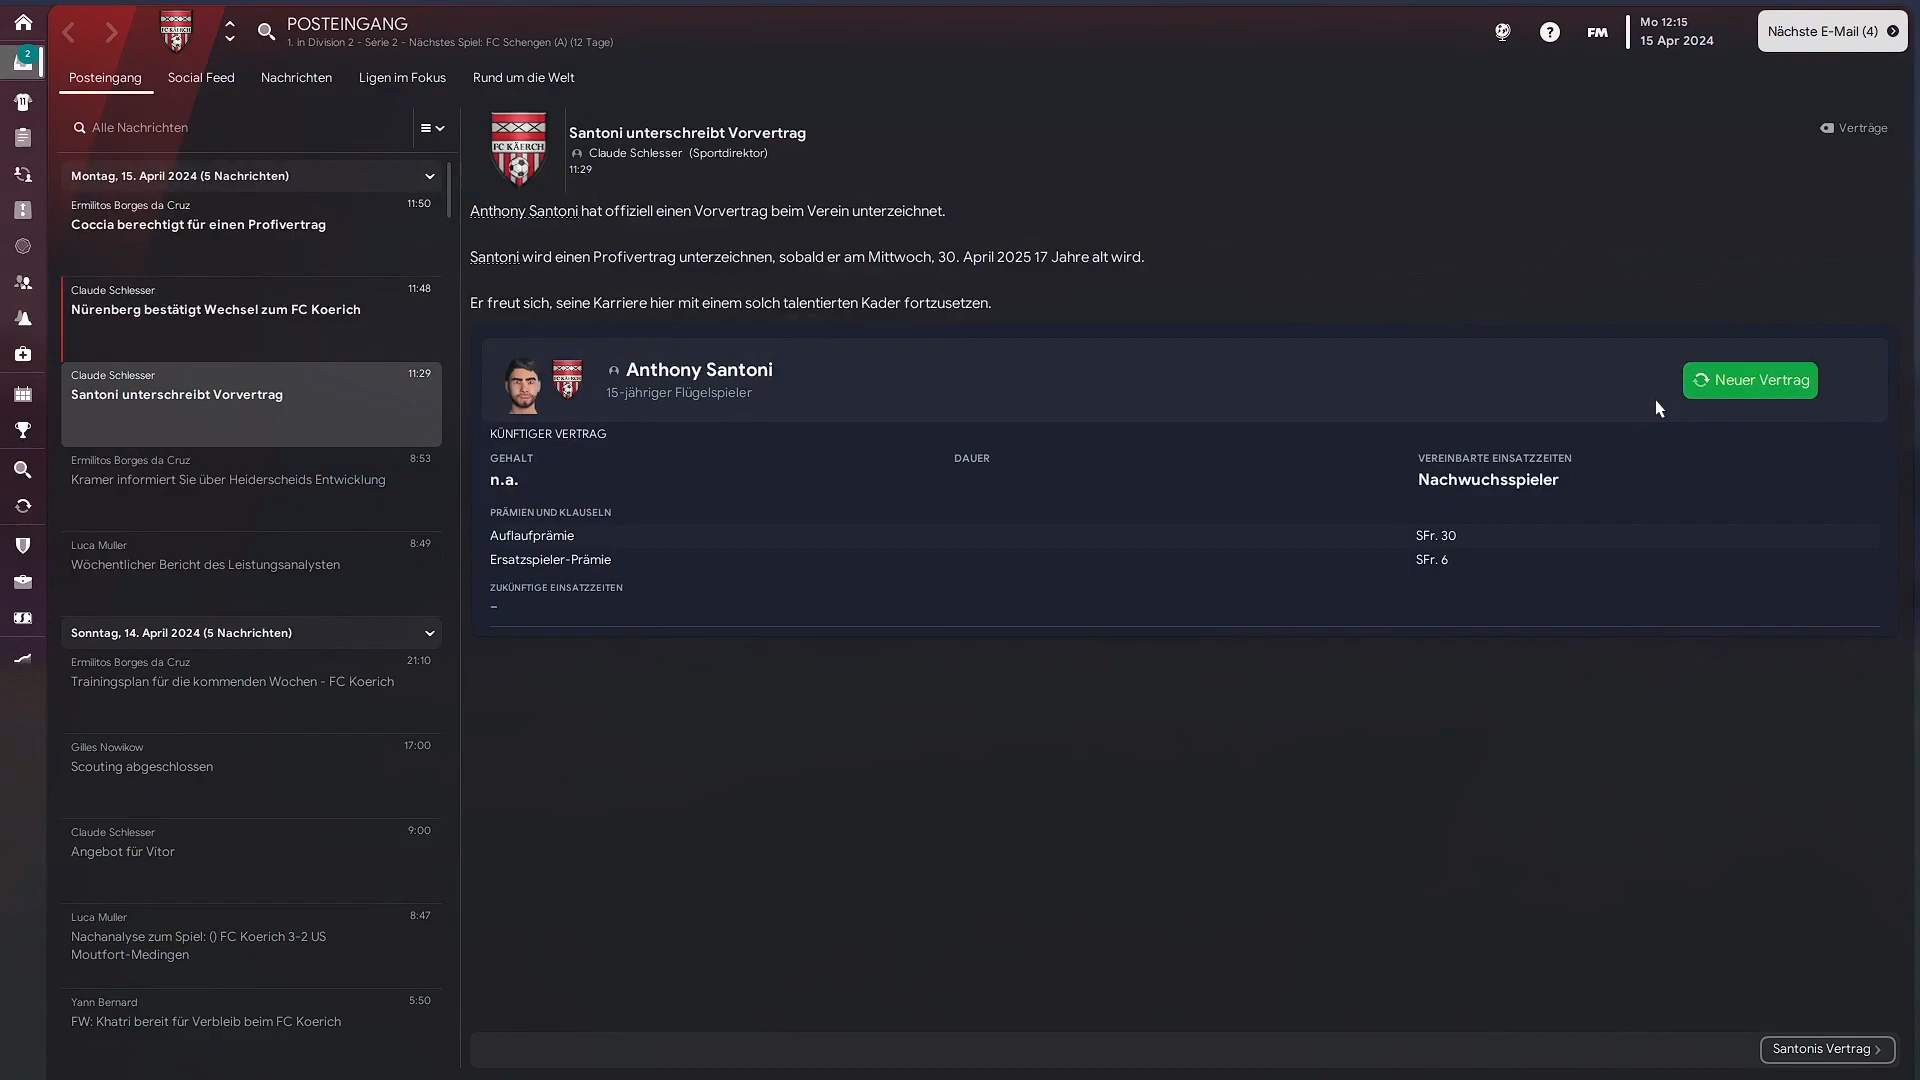 POSTEINGANG
1. in Division 2 - Série 2 - Nächstes Spiel: FC Schengen (A) (12 Tage)
FM
Mo 12:15
15 Apr 2024
Nächste E-Mail (4)
2
Posteingang
Social Feed
Nachrichten
Ligen im Fokus
Rund um die Welt
Alle Nachrichten
Montag, 15. April 2024 (5 Nachrichten)
Ermilitos Borges da Cruz
11:50
Coccia berechtigt für einen Profivertrag
Claude Schlesser
11:48
Nürenberg bestätigt Wechsel zum FC Koerich
Claude Schlesser
11:29
Santoni unterschreibt Vorvertrag
Ermilitos Borges da Cruz
8:53
Kramer informiert Sie über Heiderscheids Entwicklung
Luca Muller
8:49
Wöchentlicher Bericht des Leistungsanalysten
Sonntag, 14. April 2024 (5 Nachrichten)
Ermilitos Borges da Cruz
21:10
Trainingsplan für die kommenden Wochen - FC Koerich
Gilles Nowikow
17:00
Scouting abgeschlossen
Claude Schlesser
9:00
Angebot für Vítor
Luca Muller
8:47
Nachanalyse zum Spiel: () FC Koerich 3-2 US
Moutfort-Medingen
Yann Bernard
5:50
FW: Khatri bereit für Verbleib beim FC Koerich
FC KÄERCH
Santoni unterschreibt Vorvertrag
Claude Schlesser (Sportdirektor)
11:29
Verträge
Anthony Santoni hat offiziell einen Vorvertrag beim Verein unterzeichnet.
Santoni wird einen Profivertrag unterzeichnen, sobald er am Mittwoch, 30. April 2025 17 Jahre alt wird.
Er freut sich, seine Karriere hier mit einem solch talentierten Kader fortzusetzen.
Anthony Santoni
15-jähriger Flügelspieler
Neuer Vertrag
KÜNFTIGER VERTRAG
GEHALT
DAUER
VEREINBARTE EINSATZZEITEN
n.a.
Nachwuchsspieler
PRÄMIEN UND KLAUSELN
Auflaufprämie
SFr. 30
Ersatzspieler-Prämie
SFr. 6
ZUKÜNFTIGE EINSATZZEITEN
–
Santonis Vertrag